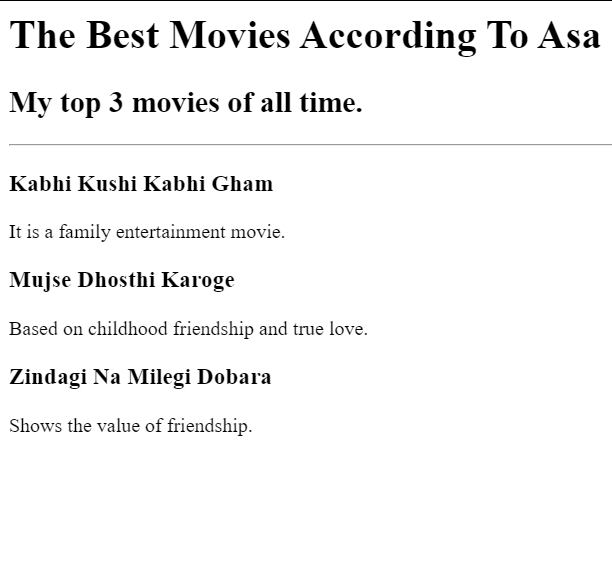 The Best Movies According To Asa
My top 3 movies of all time.
Kabhi Kushi Kabhi Gham
It is a family entertainment movie.
Mujse Dhosthi Karoge
Based on childhood friendship and true love.
Zindagi Na Milegi Dobara
Shows the value of friendship.